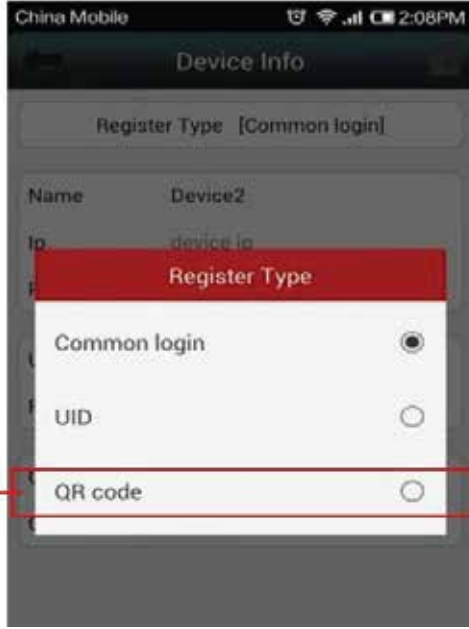 China Mobile 2:08PM
Device Info
Register Type [Common login]
Name Device2
Ip device ip
Register Type
Common login
UID
QR code